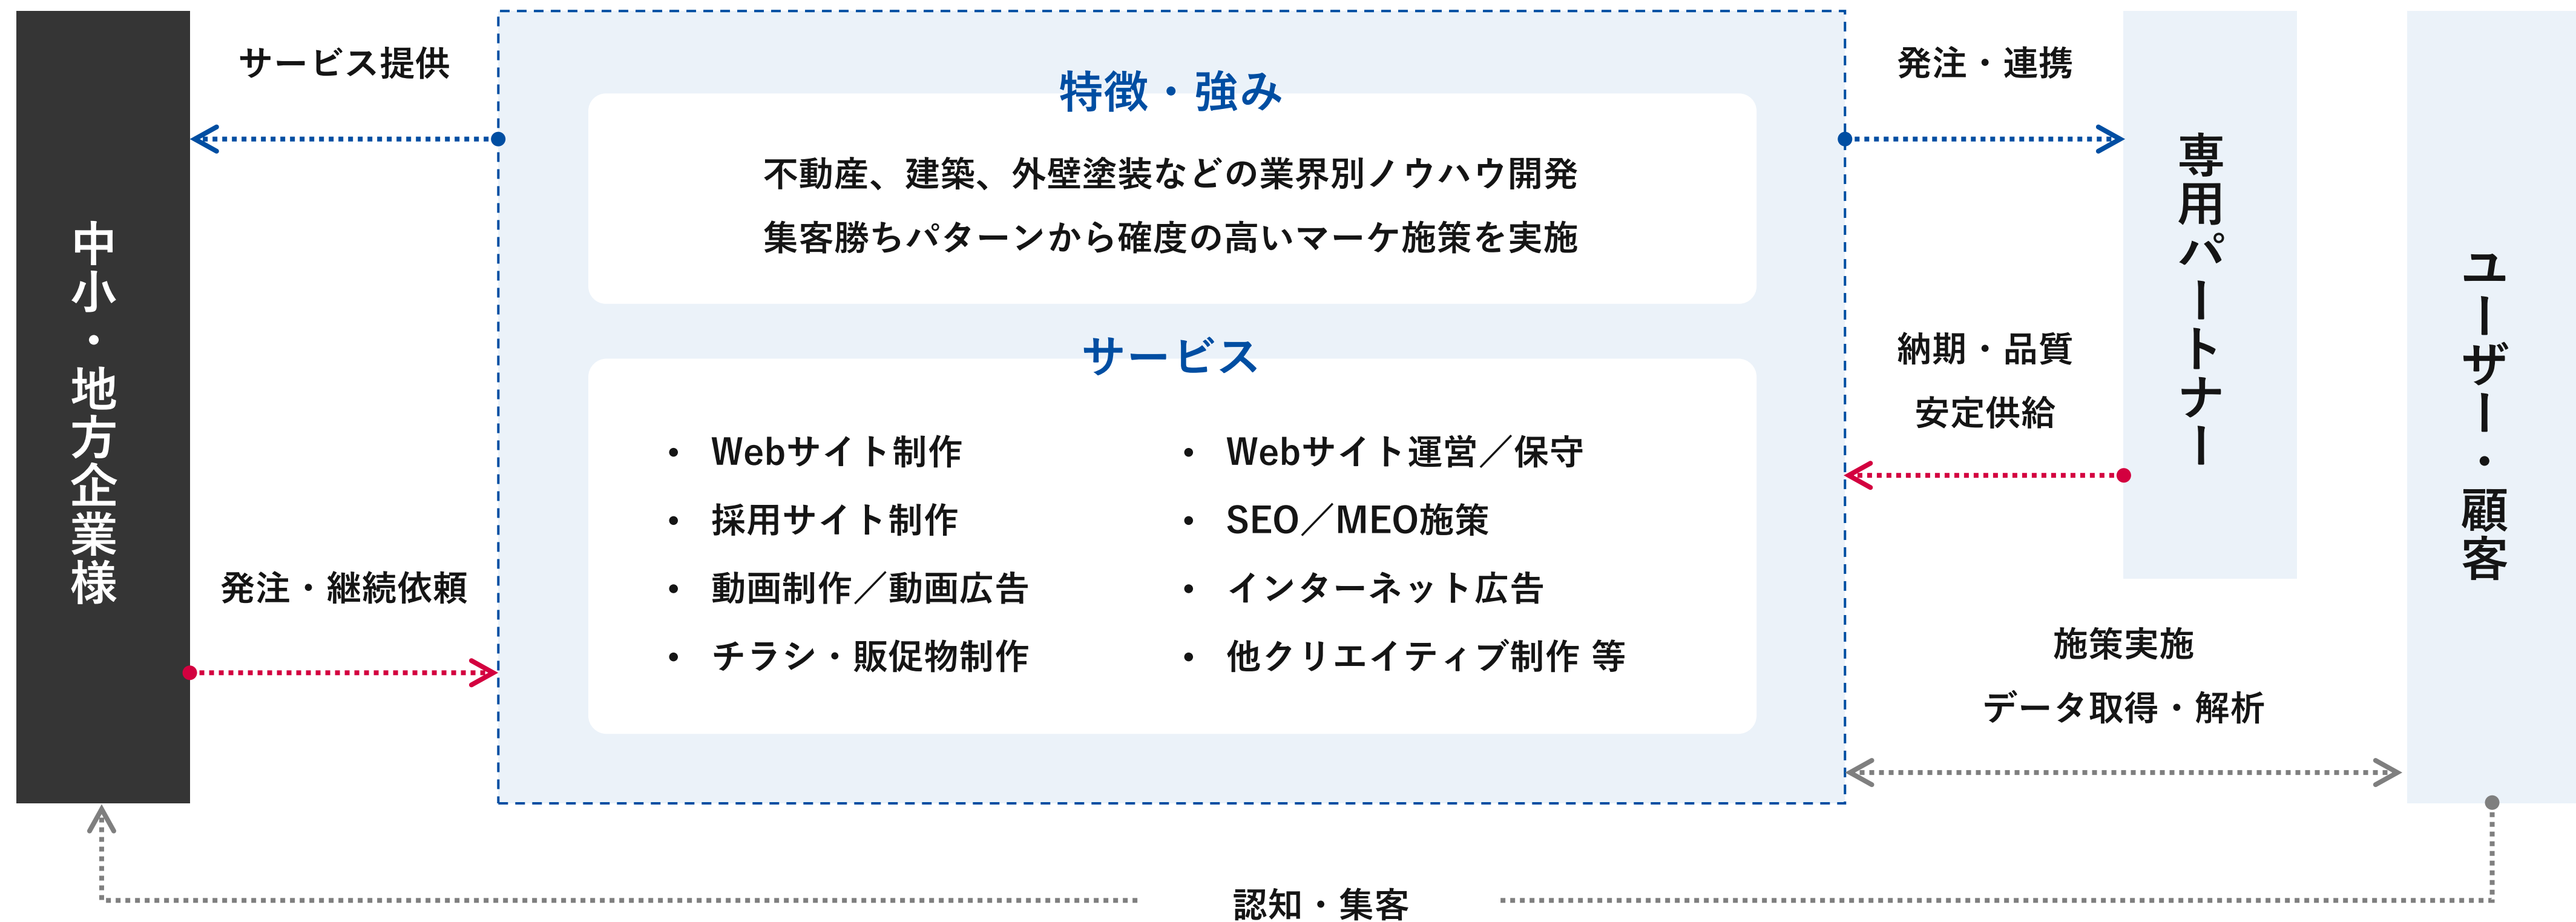 中小・地方企業様
サービス提供
発注・継続依頼
特徴・強み
不動産、建築、外壁塗装などの業界別ノウハウ開発
集客勝ちパターンから確度の高いマーケ施策を実施
サービス
• Webサイト制作
• 採用サイト制作
• 動画制作／動画広告
• チラシ・販促物制作
• Webサイト運営／保守
• SEO／MEO施策
• インターネット広告
• 他クリエイティブ制作 等
発注・連携
納期・品質
安定供給
専用パートナー
施策実施
データ取得・解析
ユーザー・顧客
認知・集客